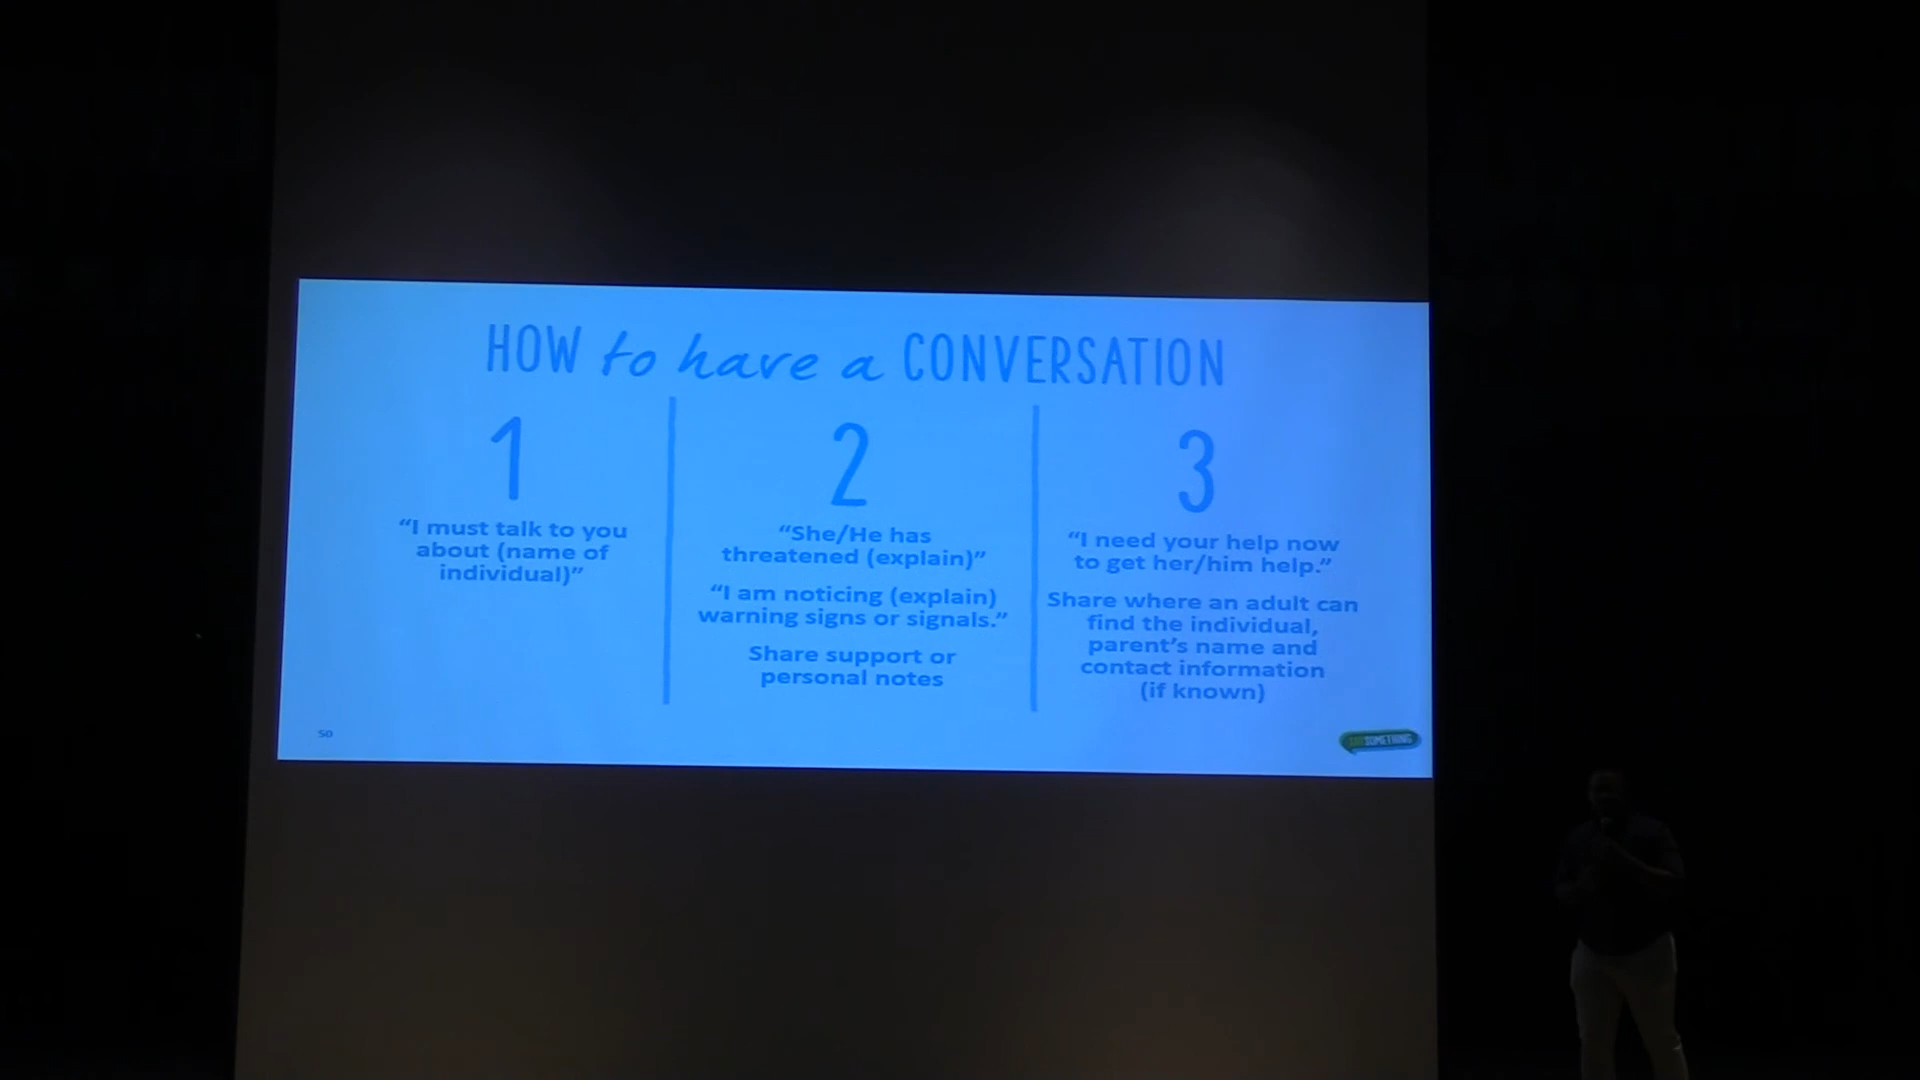 HOW to have a CONVERSATION
1
“I must talk to you
about (name of
individual)”
2
“She/He has
threatened (explain)”
“I am noticing (explain)
warning signs or signals.”
Share support or
personal notes
3
“I need your help now
to get her/him help.”
Share where an adult can
find the individual,
parent’s name and
contact information
(if known)
50
SOMETHING